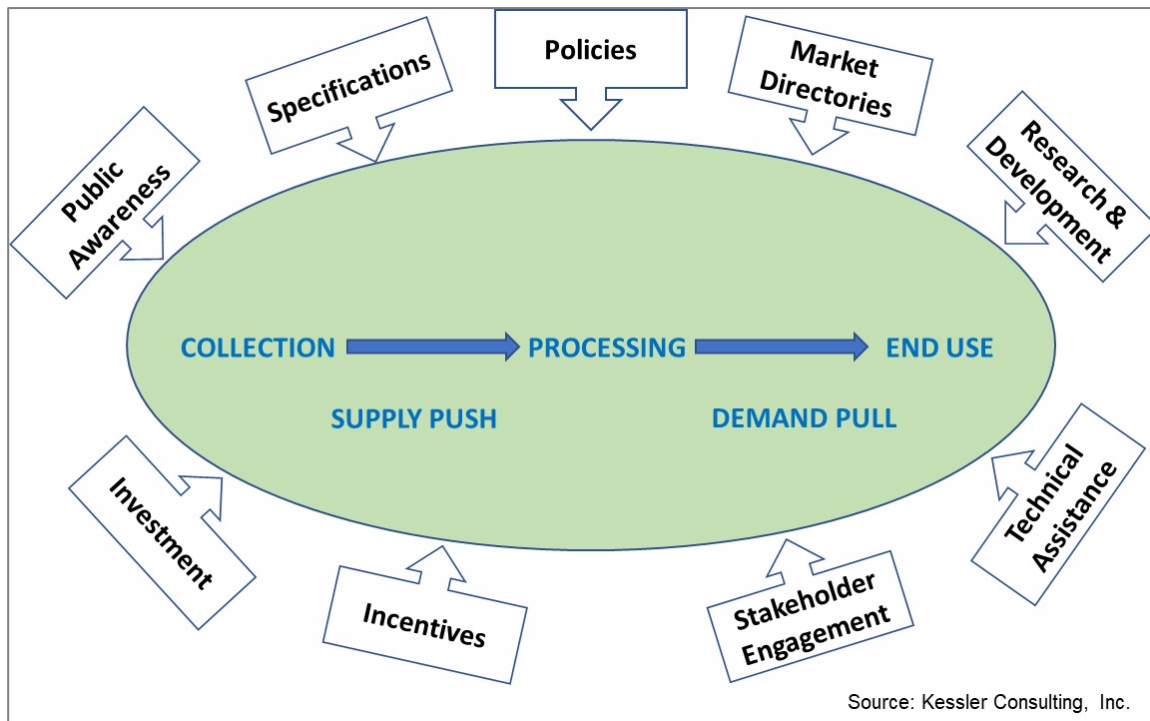 Policies
Specifications
Market
Directories
Public
Awareness
Research &
Development
COLLECTION
PROCESSING
END USE
SUPPLY PUSH
DEMAND PULL
Investment
Incentives
Stakeholder
Engagement
Technical
Assistance
Source: Kessler Consulting, Inc.